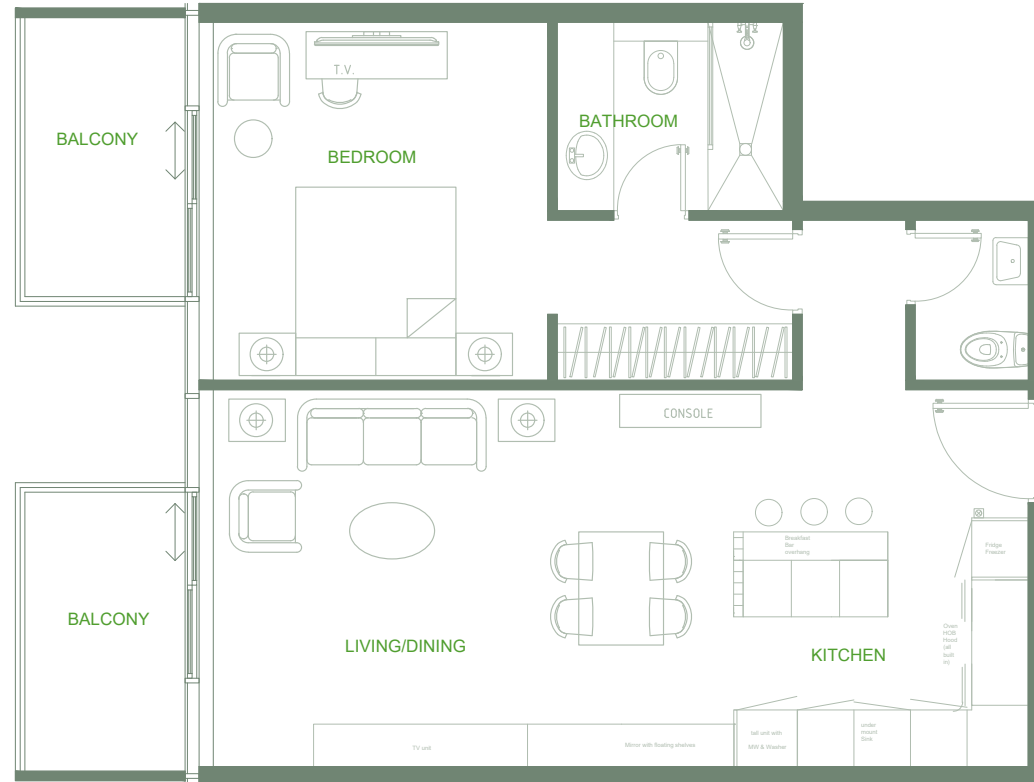 T.V.
BATHROOM
BALCONY
BEDROOM
CONSOLE
Breakfast
Bar
overhang
Fridge
Freezer
BALCONY
LIVING/DINING
KITCHEN
Oven
HOB
Hood
(all
built
in)
TV unit
Mirror with floating shelves
tall unit with
MW & Washer
under
mount
Sink